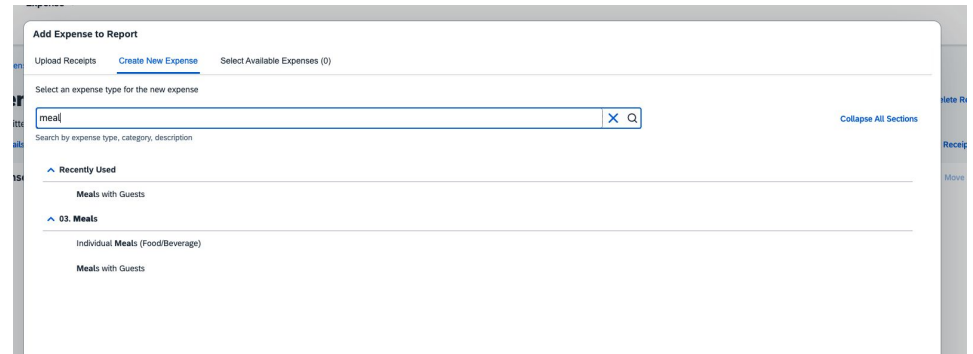 Expense
Add Expense to Report
Upload Receipts Create New Expense Select Available Expenses (0)
Select an expense type for the new expense
meal
Collapse All Sections
Search by expense type, category, description
Recently Used
Meals with Guests
03. Meals
Individual Meals (Food/Beverage)
Meals with Guests
Move